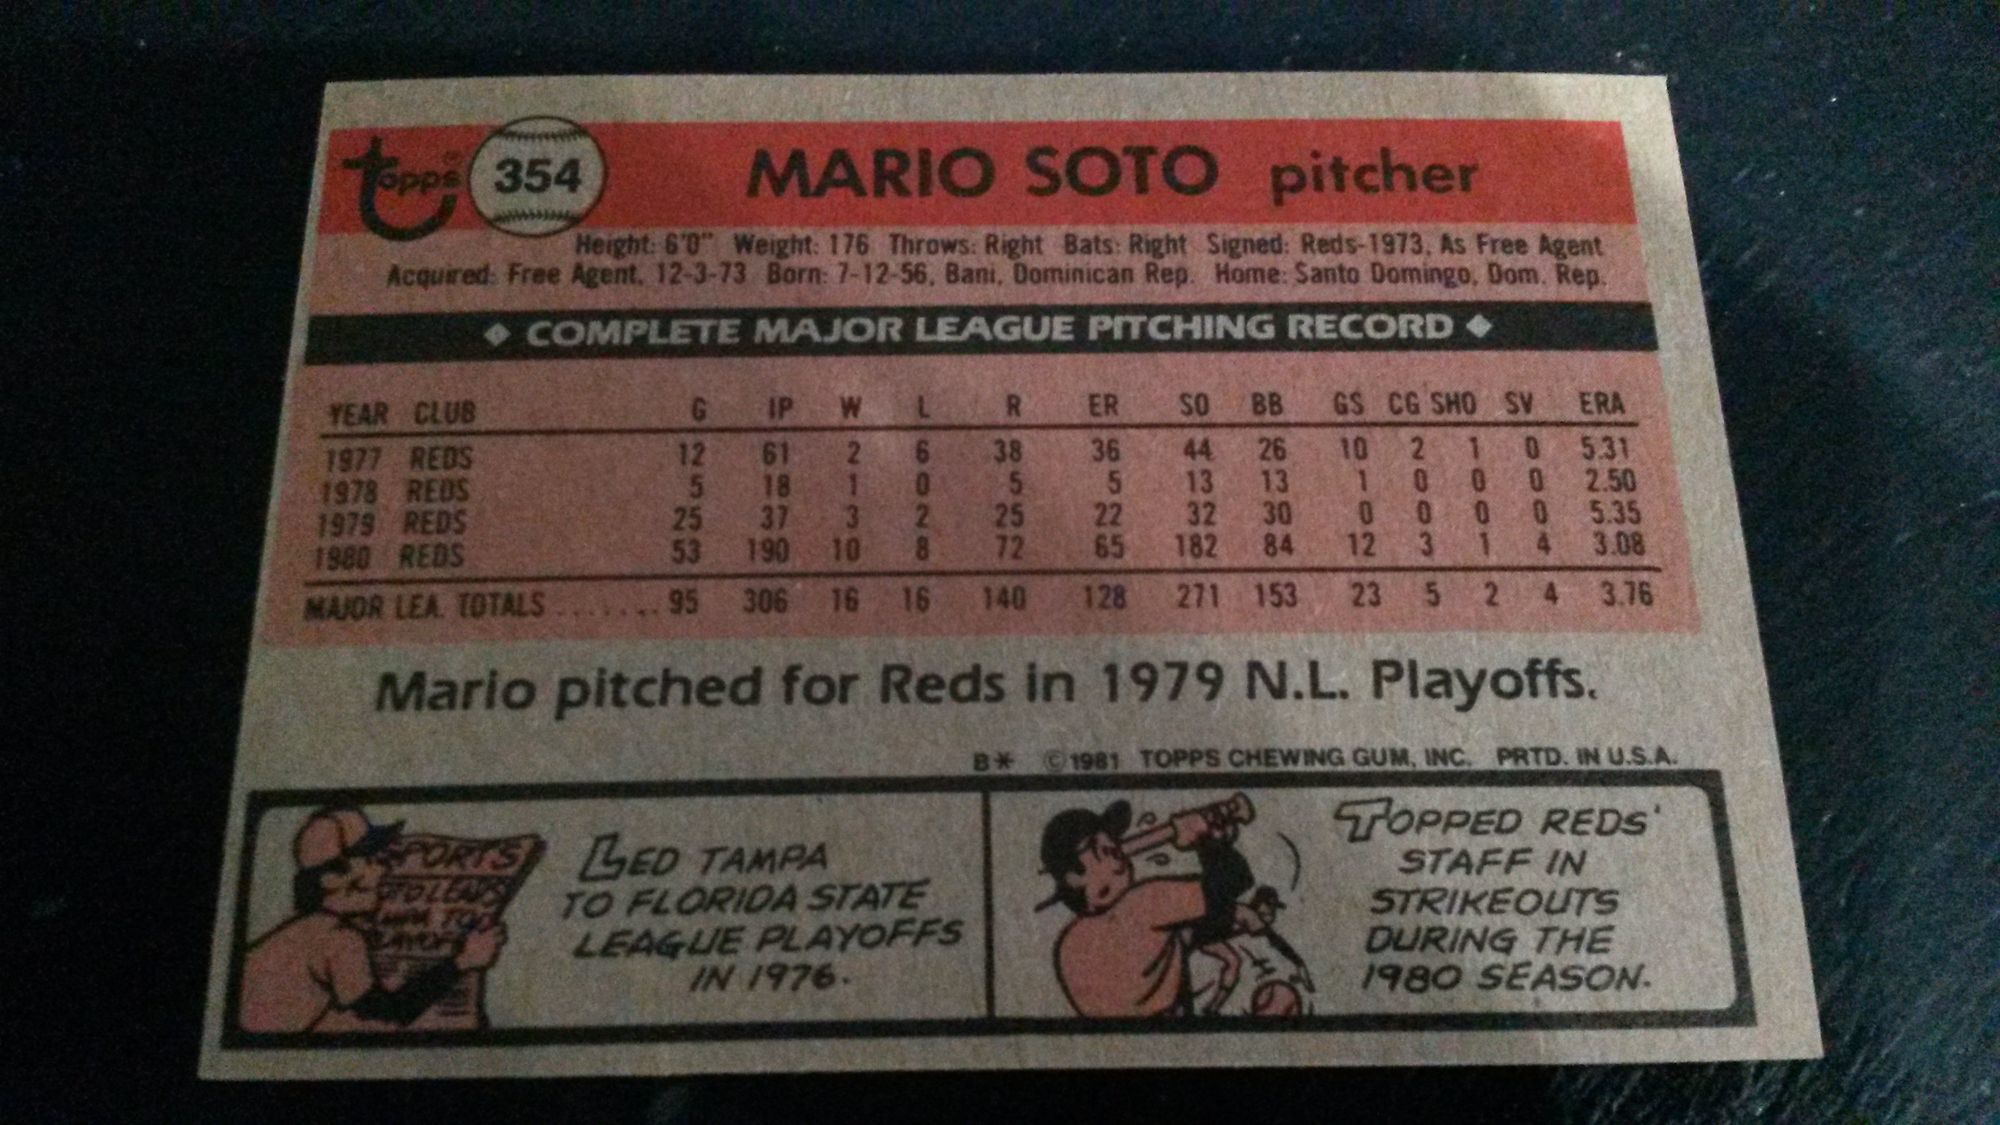 topps 354 MARIO SOTO pitcher
Height: 6'0" Weight: 176 Throws: Right Bats: Right Signed: Reds-1973, As Free Agent
Acquired: Free Agent, 12-3-73 Born: 7-12-56, Bani, Dominican Rep. Home: Santo Domingo, Dom. Rep.
◆ COMPLETE MAJOR LEAGUE PITCHING RECORD ◆
YEAR CLUB G IP W L R ER SO BB GS CG SHO SV ERA
1977 REDS 12 61 2 6 38 36 44 26 10 2 1 0 5.31
1978 REDS 5 18 1 0 5 5 13 13 1 0 0 0 2.50
1979 REDS 25 37 3 2 25 22 32 30 0 0 0 0 5.35
1980 REDS 53 190 10 8 72 65 182 84 12 3 1 4 3.08
MAJOR LEA. TOTALS ....... 95 306 16 16 140 128 271 153 23 5 2 4 3.76
Mario pitched for Reds in 1979 N.L. Playoffs.
B* ©1981 TOPPS CHEWING GUM, INC. PRTD. IN U.S.A.
SPORTS
LED TAMPA
TO FLORIDA STATE
LEAGUE PLAYOFFS
IN 1976.
TOPPED REDS'
STAFF IN
STRIKEOUTS
DURING THE
1980 SEASON.